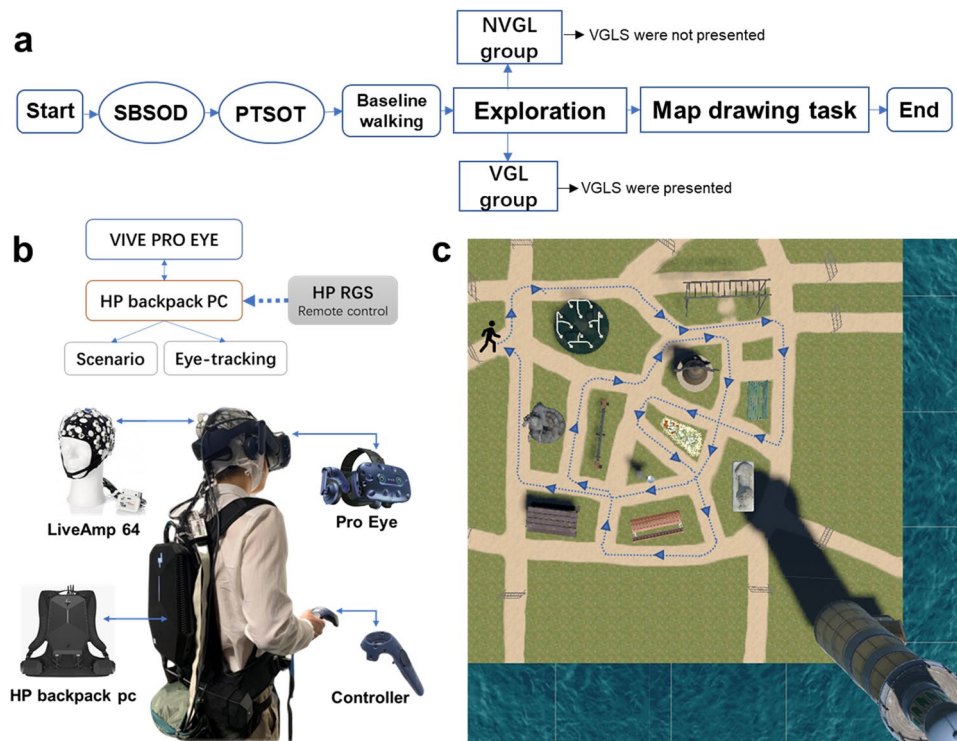 a
NVGL
group
VGLS were not presented
Start
SBSOD
PTSOT
Baseline
walking
Exploration
Map drawing task
End
VGL
group
VGLS were presented
b
VIVE PRO EYE
HP backpack PC
HP RGS
Remote control
Scenario
Eye-tracking
LiveAmp 64
Pro Eye
HP backpack pc
Controller
c